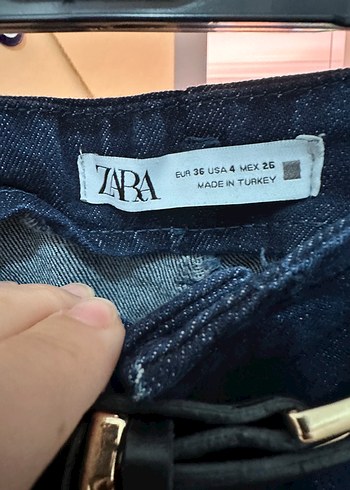 ZARA
EUR 36 USA 4 MEX 26
MADE IN TURKEY